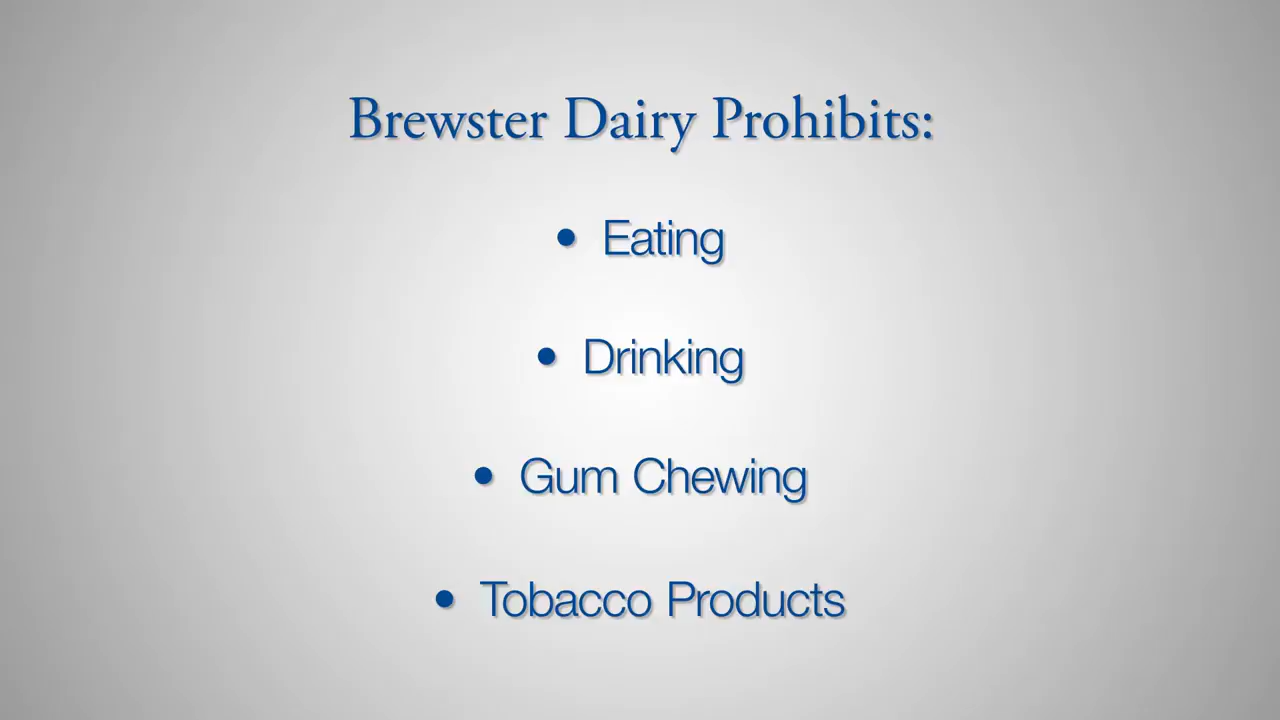 Brewster Dairy Prohibits:
• Eating
• Drinking
• Gum Chewing
• Tobacco Products